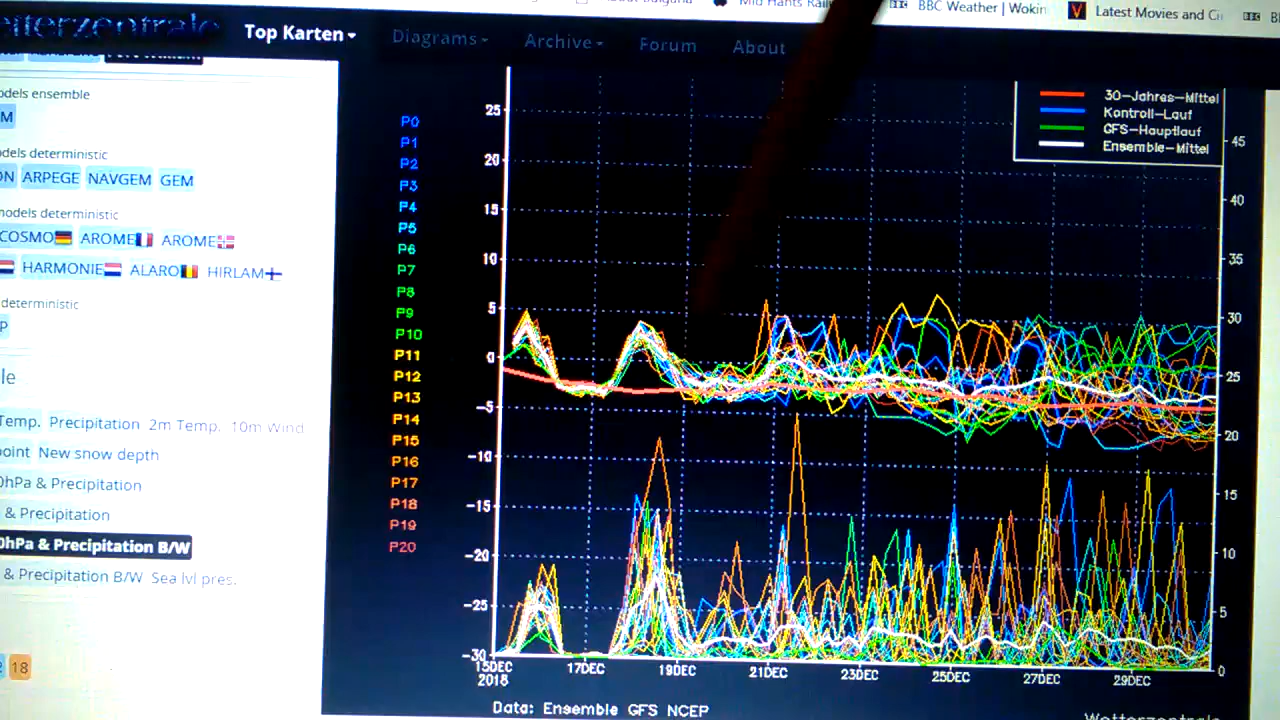 BBC Weather | Wokin
Latest Movies and Ci
Mid Hants Rail
Top Karten
Diagrams
Archive
Forum
About
odels ensemble
M
odels deterministic
ON ARPEGE NAVGEM GEM
models deterministic
COSMO AROME AROME
HARMONIE ALARO HIRLAM
deterministic
P
le
Temp. Precipitation 2m Temp. 10m Wind
point New snow depth
0hPa & Precipitation
& Precipitation
0hPa & Precipitation B/W
& Precipitation B/W Sea lvl pres.
18
P0
P1
P2
P3
P4
P5
P6
P7
P8
P9
P10
P11
P12
P13
P14
P15
P16
P17
P18
P19
P20
30-Jahres-Mittel
Kontroll-Lauf
GFS-Hauptlauf
Ensemble-Mittel
25
20
15
10
5
0
-5
-10
-15
-20
-25
-30
45
40
35
30
25
20
15
10
5
0
15DEC 17DEC 19DEC 21DEC 23DEC 25DEC 27DEC 29DEC
2018
Data: Ensemble GFS NCEP